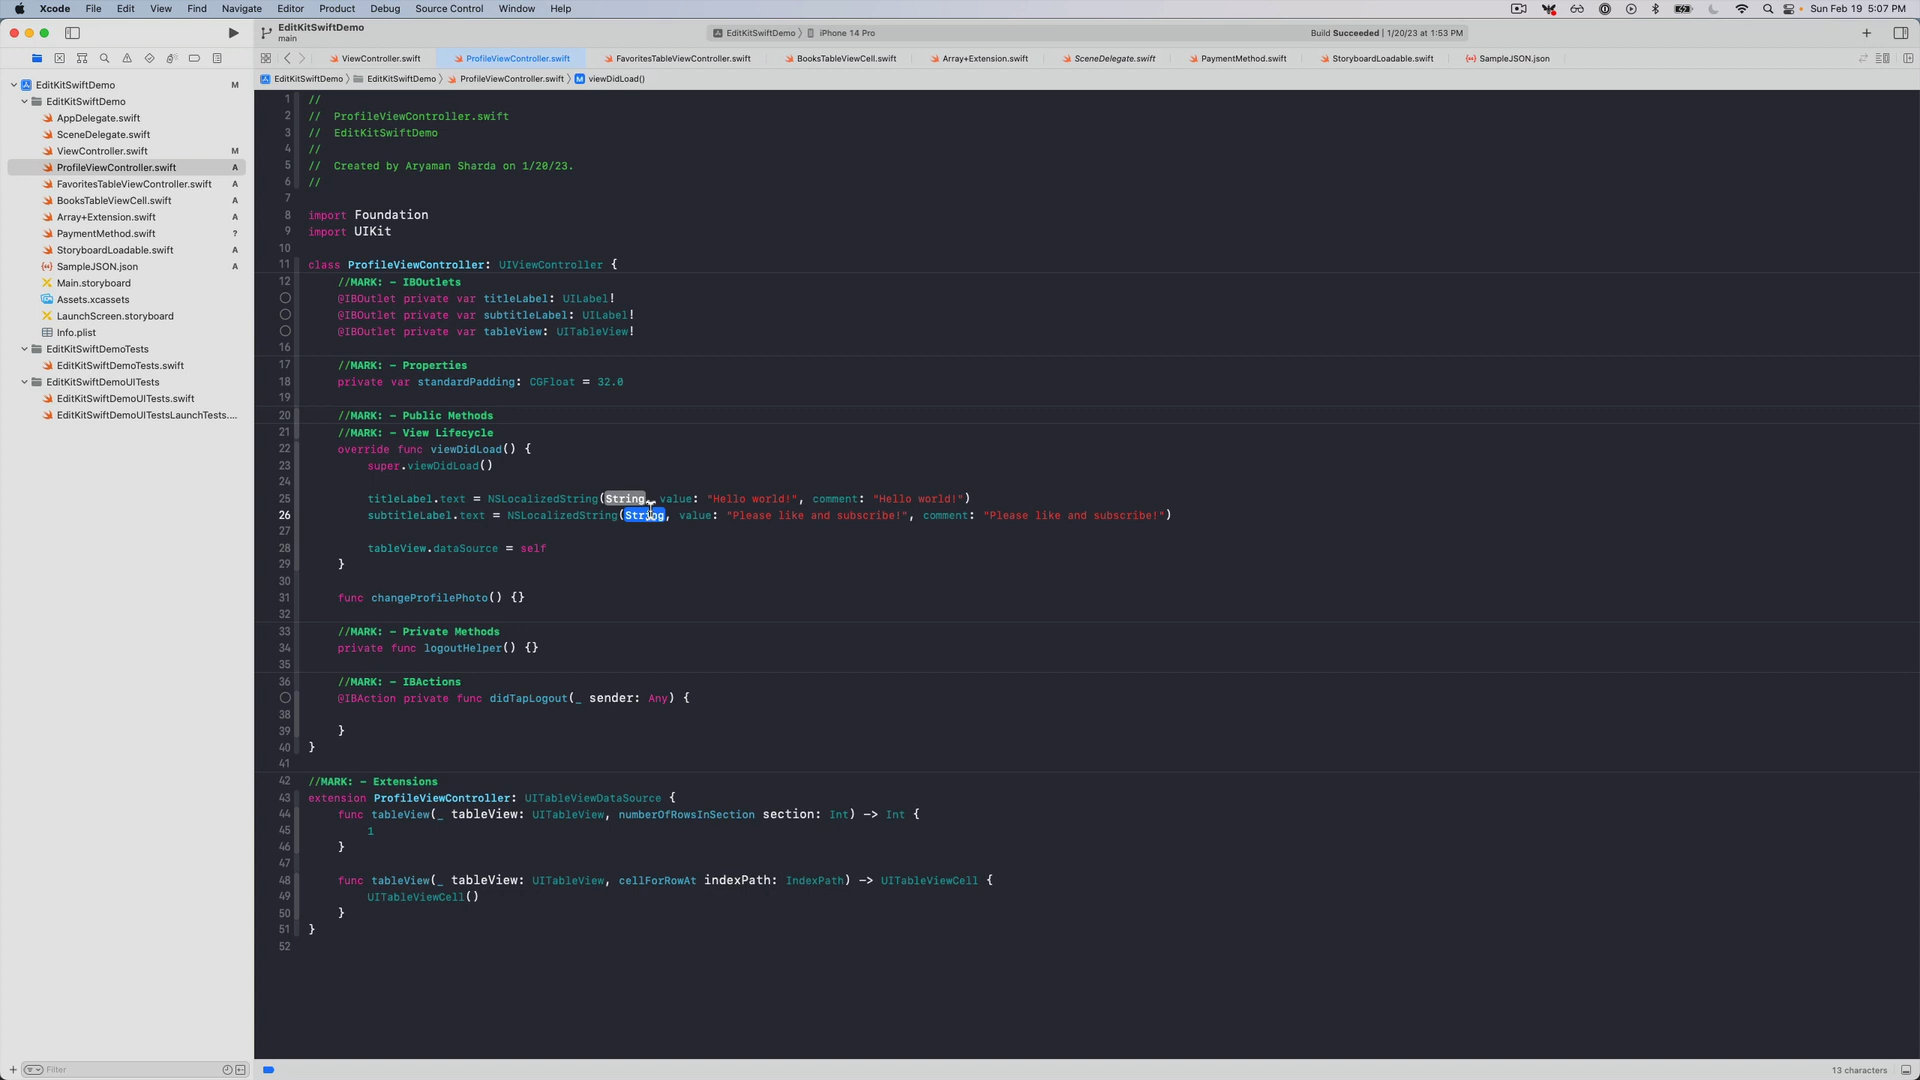 Xcode File Edit View Find Navigate Editor Product Debug Source Control Window Help Sun Feb 19 5:07 PM
EditKitSwiftDemo
main
EditKitSwiftDemo iPhone 14 Pro
Build Succeeded | 1/20/23 at 1:53 PM
ViewController.swift ProfileViewController.swift FavoritesTableViewController.swift BooksTableViewCell.swift Array+Extension.swift SceneDelegate.swift PaymentMethod.swift StoryboardLoadable.swift SampleJSON.json
EditKitSwiftDemo EditKitSwiftDemo ProfileViewController.swift M viewDidLoad()
EditKitSwiftDemo M
EditKitSwiftDemo
AppDelegate.swift
SceneDelegate.swift
ViewController.swift M
ProfileViewController.swift A
FavoritesTableViewController.swift A
BooksTableViewCell.swift A
Array+Extension.swift A
PaymentMethod.swift ?
StoryboardLoadable.swift A
SampleJSON.json A
Main.storyboard
Assets.xcassets
LaunchScreen.storyboard
Info.plist
EditKitSwiftDemoTests
EditKitSwiftDemoTests.swift
EditKitSwiftDemoUITests
EditKitSwiftDemoUITests.swift
EditKitSwiftDemoUITestsLaunchTests....
Filter
1 //
2 //  ProfileViewController.swift
3 //  EditKitSwiftDemo
4 //
5 //  Created by Aryaman Sharda on 1/20/23.
6 //
7
8 import Foundation
9 import UIKit
10
11 class ProfileViewController: UIViewController {
12 //MARK: - IBOutlets
@IBOutlet private var titleLabel: UILabel!
@IBOutlet private var subtitleLabel: UILabel!
@IBOutlet private var tableView: UITableView!
16
17 //MARK: - Properties
18 private var standardPadding: CGFloat = 32.0
19
20 //MARK: - Public Methods
21 //MARK: - View Lifecycle
22 override func viewDidLoad() {
23 super.viewDidLoad()
24
25 titleLabel.text = NSLocalizedString(String, value: "Hello world!", comment: "Hello world!")
26 subtitleLabel.text = NSLocalizedString(String, value: "Please like and subscribe!", comment: "Please like and subscribe!")
27
28 tableView.dataSource = self
29 }
30
31 func changeProfilePhoto() {}
32
33 //MARK: - Private Methods
34 private func logoutHelper() {}
35
36 //MARK: - IBActions
@IBAction private func didTapLogout(_ sender: Any) {
38
39 }
40 }
41
42 //MARK: - Extensions
43 extension ProfileViewController: UITableViewDataSource {
44 func tableView(_ tableView: UITableView, numberOfRowsInSection section: Int) -> Int {
45 1
46 }
47
48 func tableView(_ tableView: UITableView, cellForRowAt indexPath: IndexPath) -> UITableViewCell {
49 UITableViewCell()
50 }
51 }
52
13 characters